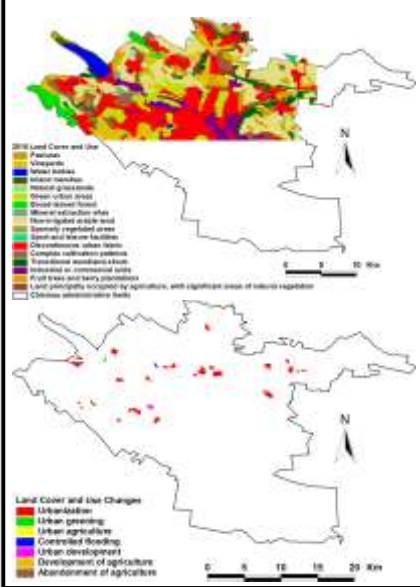 2018 Land Cover and Use
Pastures
Vineyards
Water bodies
Inland marshes
Natural grasslands
Green urban areas
Broad-leaved forest
Mineral extraction sites
Non-irrigated arable land
Sparsely vegetated areas
Sport and leisure facilities
Discontinuous urban fabric
Complex cultivation patterns
Transitional woodland-shrub
Industrial or commercial units
Fruit trees and berry plantations
Land principally occupied by agriculture, with significant areas of natural vegetation
Chisinau administrative limits
N
0 5 10 Km
N
Land Cover and Use Changes
Urbanization
Urban greening
Urban agriculture
Controlled flooding
Urban development
Development of agriculture
Abandonment of agriculture
0 5 10 15 20 Km